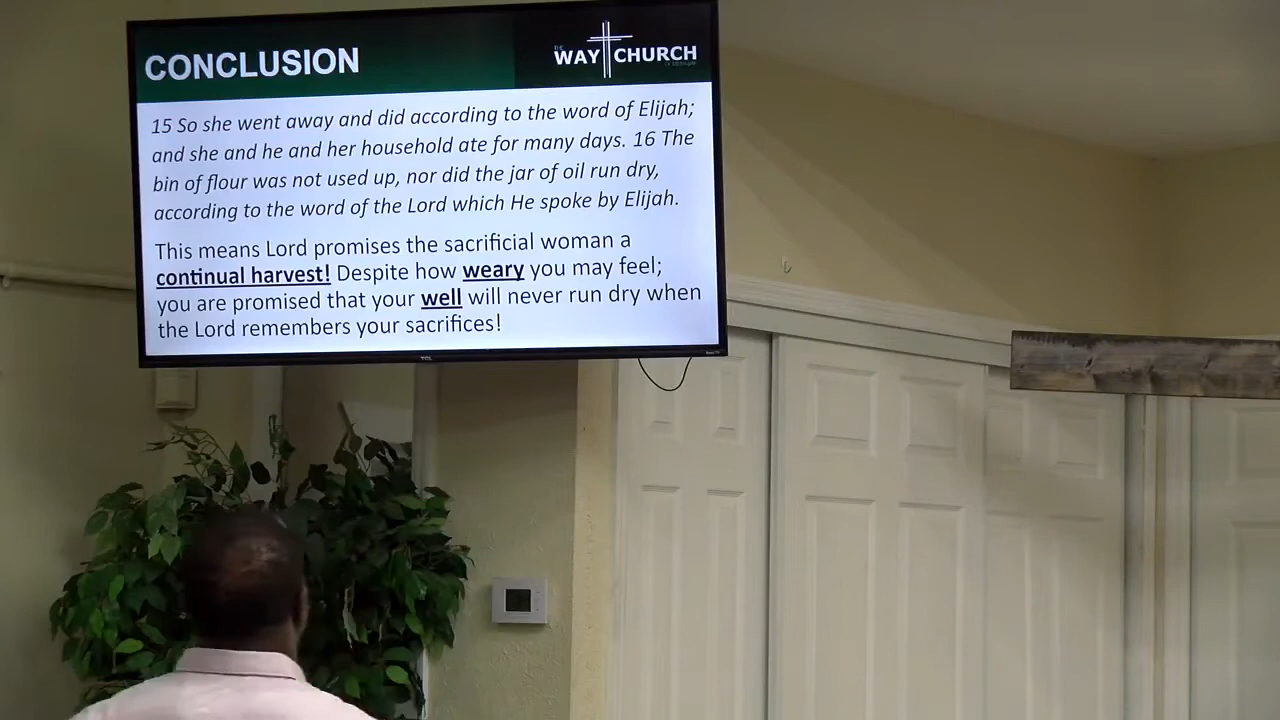 CONCLUSION
THE WAY CHURCH
15 So she went away and did according to the word of Elijah;
and she and he and her household ate for many days. 16 The
bin of flour was not used up, nor did the jar of oil run dry,
according to the word of the Lord which He spoke by Elijah.
This means Lord promises the sacrificial woman a
continual harvest! Despite how weary you may feel;
you are promised that your well will never run dry when
the Lord remembers your sacrifices!
TCL